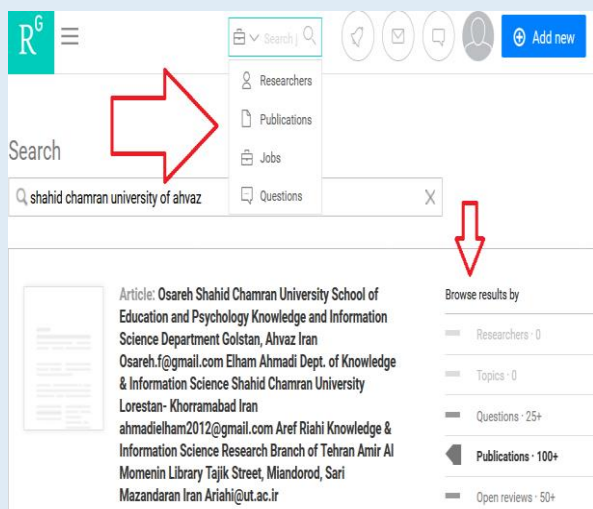 RG
Search j
Add new
Researchers
Publications
Jobs
Questions
Search
shahid chamran university of ahvaz
X
Article: Osareh Shahid Chamran University School of
Education and Psychology Knowledge and Information
Science Department Golstan, Ahvaz Iran
Osareh.f@gmail.com Elham Ahmadi Dept. of Knowledge
& Information Science Shahid Chamran University
Lorestan- Khorramabad Iran
ahmadielham2012@gmail.com Aref Riahi Knowledge &
Information Science Research Branch of Tehran Amir Al
Momenin Library Tajik Street, Miandorod, Sari
Mazandaran Iran Ariahi@ut.ac.ir
Browse results by
Researchers · 0
Topics · 0
Questions · 25+
Publications · 100+
Open reviews · 50+